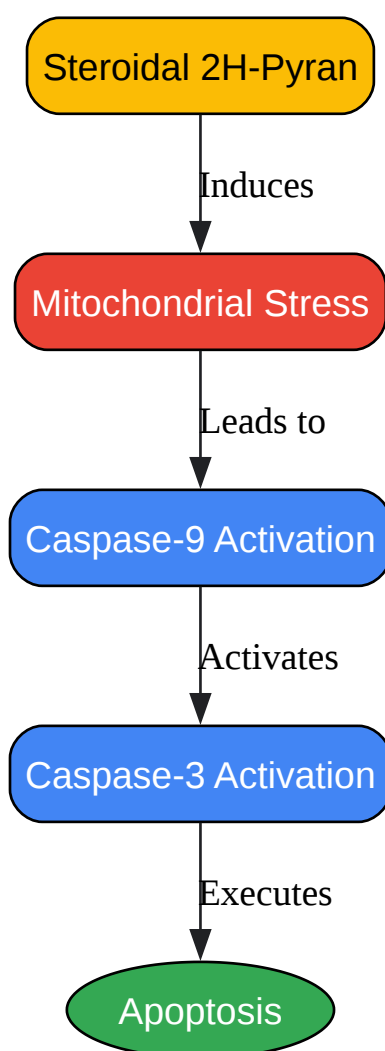 Steroidal 2H-Pyran
Induces
Mitochondrial Stress
Leads to
Caspase-9 Activation
Activates
Caspase-3 Activation
Executes
Apoptosis